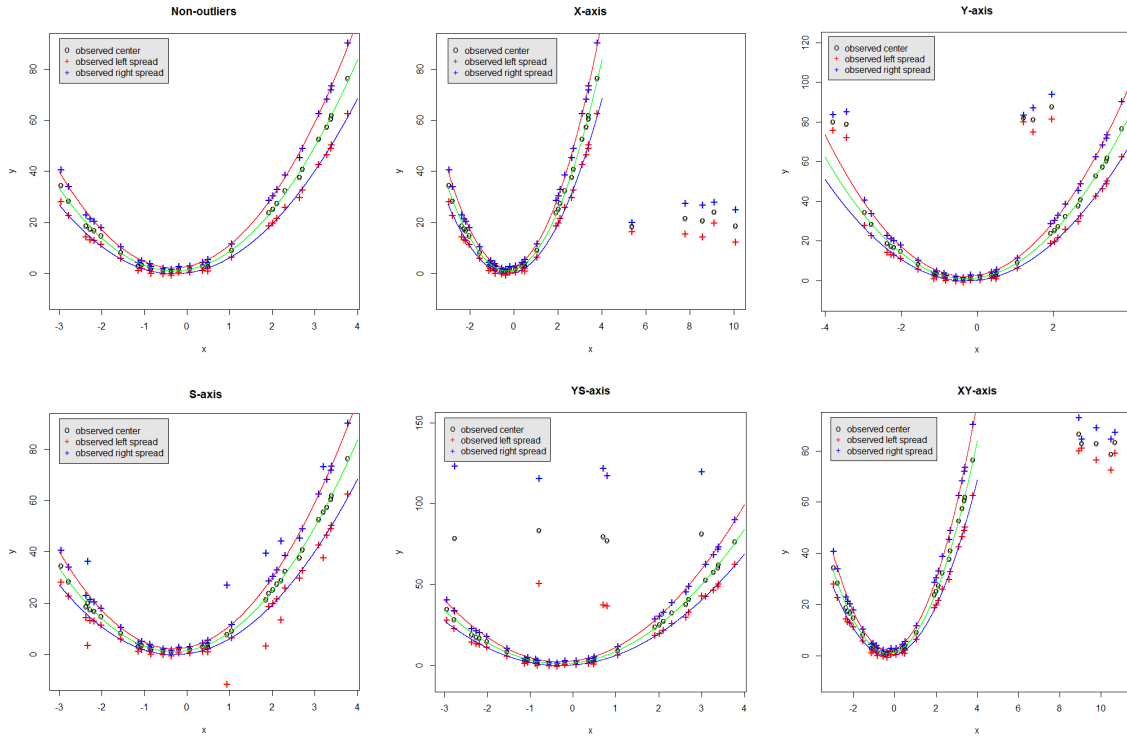 Non-outliers
o observed center
+ observed left spread
+ observed right spread
y
0 20 40 60 80
-3 -2 -1 0 1 2 3 4
x
X-axis
o observed center
+ observed left spread
+ observed right spread
y
0 20 40 60 80
-2 0 2 4 6 8 10
x
Y-axis
o observed center
+ observed left spread
+ observed right spread
y
0 20 40 60 80 100 120
-4 -2 0 2
x
S-axis
o observed center
+ observed left spread
+ observed right spread
y
0 20 40 60 80
-3 -2 -1 0 1 2 3 4
x
YS-axis
o observed center
+ observed left spread
+ observed right spread
y
0 50 100 150
-3 -2 -1 0 1 2 3 4
x
XY-axis
o observed center
+ observed left spread
+ observed right spread
y
0 20 40 60 80
-2 0 2 4 6 8 10
x